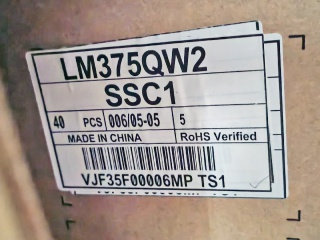 LM375QW2
SSC1
40 PCS 006/05-05 5
MADE IN CHINA RoHS Verified
VJF35F00006MP TS1